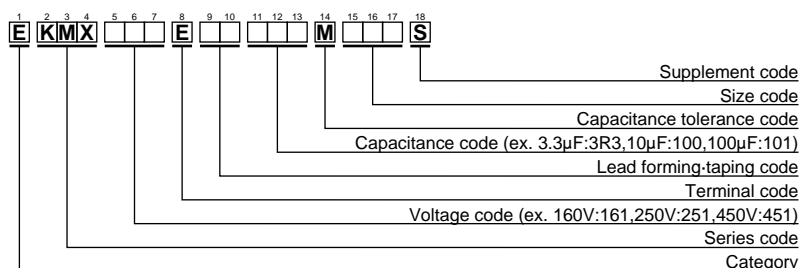 1 2 3 4 5 6 7 8 9 10 11 12 13 14 15 16 17 18
E KMX E M S
Supplement code
Size code
Capacitance tolerance code
Capacitance code (ex. 3.3μF:3R3,10μF:100,100μF:101)
Lead forming·taping code
Terminal code
Voltage code (ex. 160V:161,250V:251,450V:451)
Series code
Category